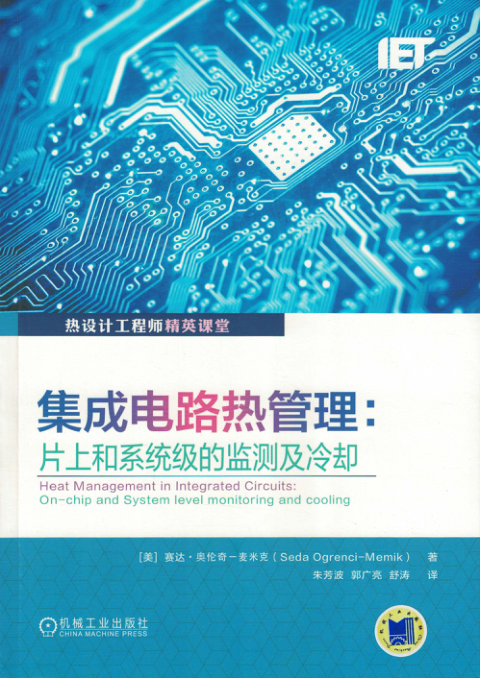 IET
热设计工程师精英课堂
集成电路热管理：
片上和系统级的监测及冷却
Heat Management in Integrated Circuits:
On-chip and System level monitoring and cooling
［美］赛达·奥伦奇－麦米克（Seda Ogrenci-Memik） 著
朱芳波 郭广亮 舒涛 译
机械工业出版社
CHINA MACHINE PRESS